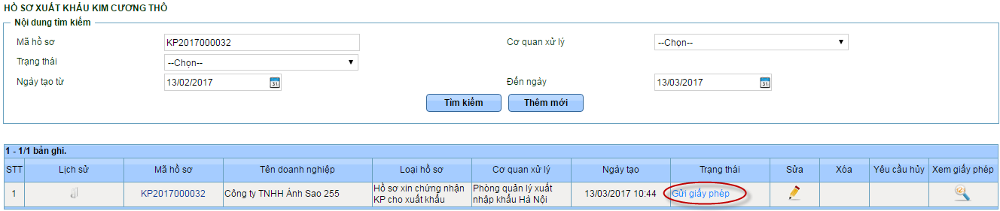 HỒ SƠ XUẤT KHẨU KIM CƯƠNG THÔ
Nội dung tìm kiếm
Mã hồ sơ KP2017000032 Cơ quan xử lý --Chọn--
Trạng thái --Chọn--
Ngày tạo từ 13/02/2017 31 Đến ngày 13/03/2017 31
Tìm kiếm Thêm mới
1 - 1/1 bản ghi.
STT Lịch sử Mã hồ sơ Tên doanh nghiệp Loại hồ sơ Cơ quan xử lý Ngày tạo Trạng thái Sửa Xóa Yêu cầu hủy Xem giấy phép
1 KP2017000032 Công ty TNHH Ánh Sao 255 Hồ sơ xin chứng nhận Phòng quản lý xuất 13/03/2017 10:44 Gửi giấy phép
KP cho xuất khẩu nhập khẩu Hà Nội